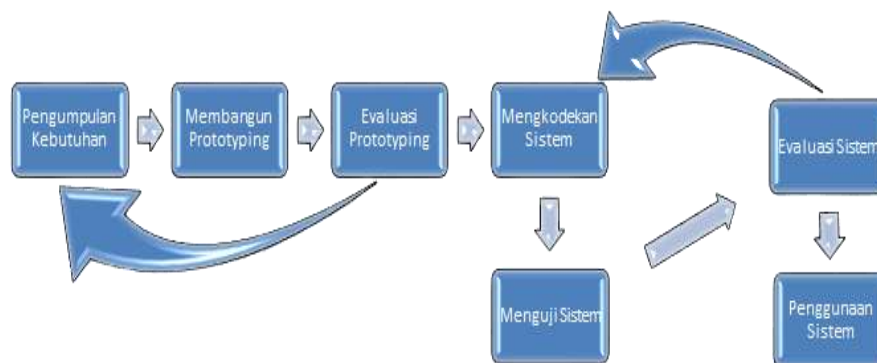 Pengumpulan
Kebutuhan
Membangun
Prototyping
Evaluasi
Prototyping
Mengkodekan
Sistem
Evaluasi Sistem
Menguji Sistem
Penggunaan
Sistem